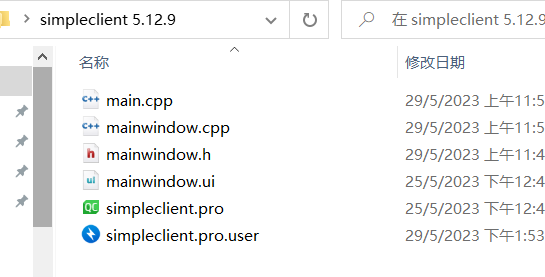 simpleclient 5.12.9
在 simpleclient 5.12.9
名称 修改日期
main.cpp 29/5/2023 上午11:5
mainwindow.cpp 29/5/2023 上午11:5
mainwindow.h 29/5/2023 上午11:4
mainwindow.ui 25/5/2023 下午12:4
simpleclient.pro 25/5/2023 下午12:4
simpleclient.pro.user 29/5/2023 下午1:53